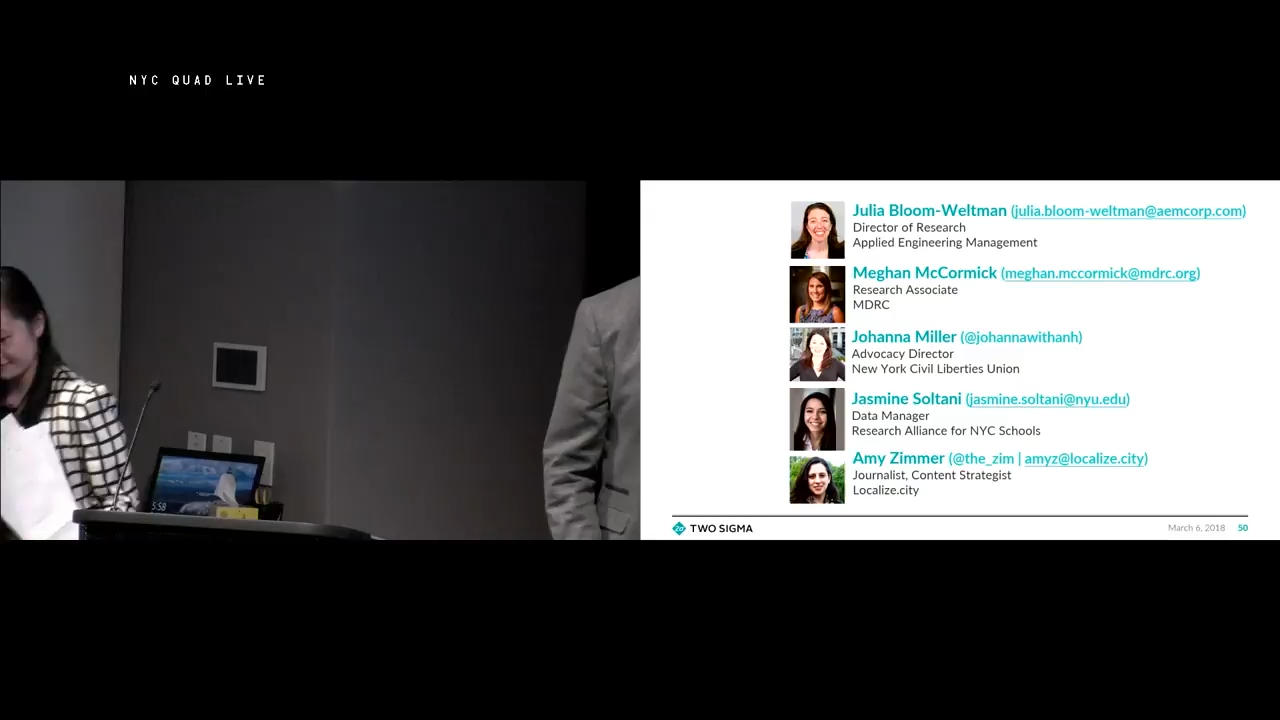 NYC QUAD LIVE
Julia Bloom-Weltman (julia.bloom-weltman@aemcorp.com)
Director of Research
Applied Engineering Management
Meghan McCormick (meghan.mccormick@mdrc.org)
Research Associate
MDRC
Johanna Miller (@johannawithanh)
Advocacy Director
New York Civil Liberties Union
Jasmine Soltani (jasmine.soltani@nyu.edu)
Data Manager
Research Alliance for NYC Schools
Amy Zimmer (@the_zim | amyz@localize.city)
Journalist, Content Strategist
Localize.city
5:58
2σ TWO SIGMA
March 6, 2018 50